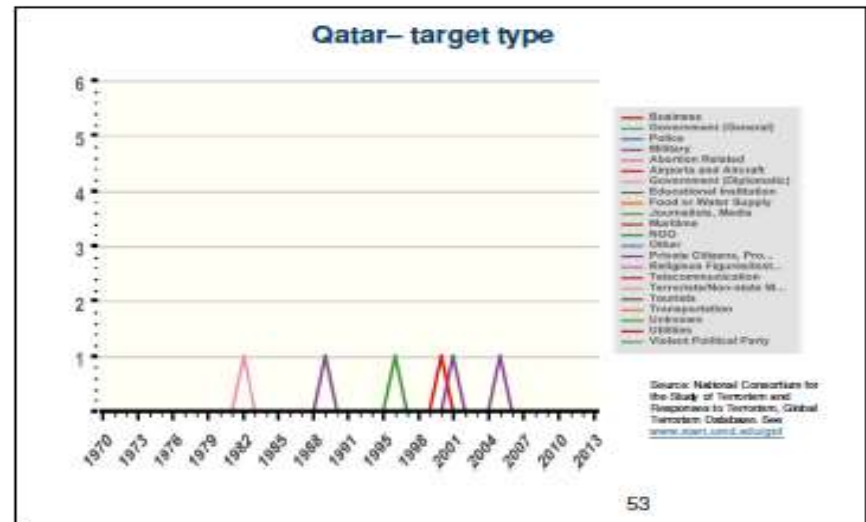 Qatar– target type
6
5
4
3
2
1
1970
1973
1976
1979
1982
1985
1988
1991
1995
1998
2001
2004
2007
2010
2013
Business
Government (General)
Police
Military
Abortion Related
Airports and Aircraft
Government (Diplomatic)
Educational Institution
Food or Water Supply
Journalists, Media
Maritime
NGO
Other
Private Citizens, Pro...
Religious Figures/Inst...
Telecommunication
Terrorists/Non-state M...
Tourists
Transportation
Unknown
Utilities
Violent Political Party
Source: National Consortium for
the Study of Terrorism and
Responses to Terrorism, Global
Terrorism Database. See
www.start.umd.edu/gtd
53